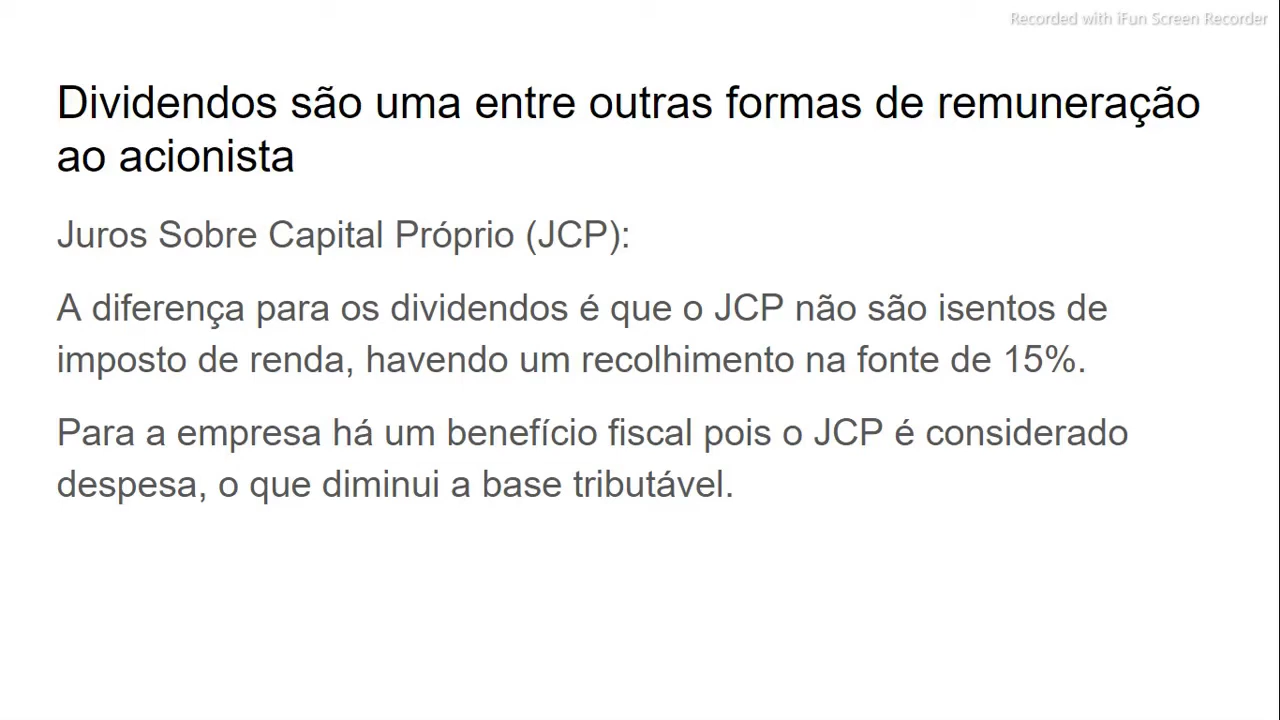 Recorded with iFun Screen Recorder
Dividendos são uma entre outras formas de remuneração
ao acionista
Juros Sobre Capital Próprio (JCP):
A diferença para os dividendos é que o JCP não são isentos de
imposto de renda, havendo um recolhimento na fonte de 15%.
Para a empresa há um benefício fiscal pois o JCP é considerado
despesa, o que diminui a base tributável.